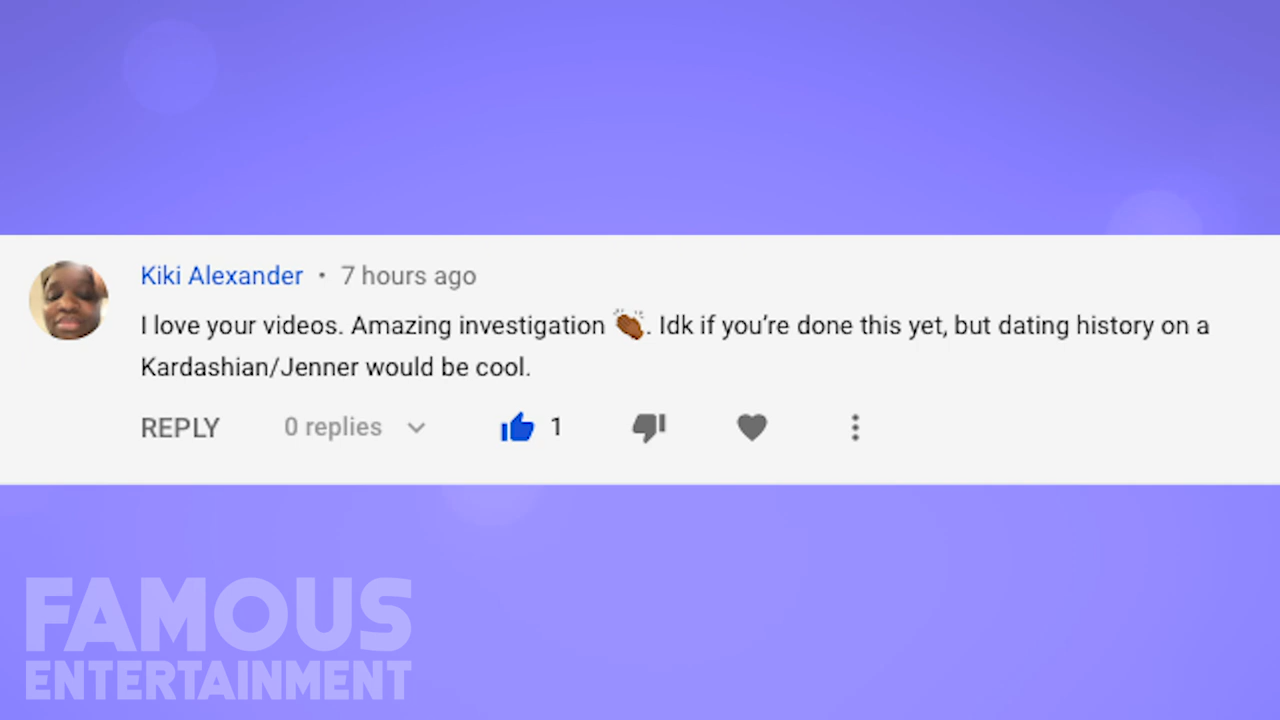 Kiki Alexander • 7 hours ago
I love your videos. Amazing investigation 👏🏾. Idk if you’re done this yet, but dating history on a
Kardashian/Jenner would be cool.
REPLY 0 replies 1
FAMOUS
ENTERTAINMENT